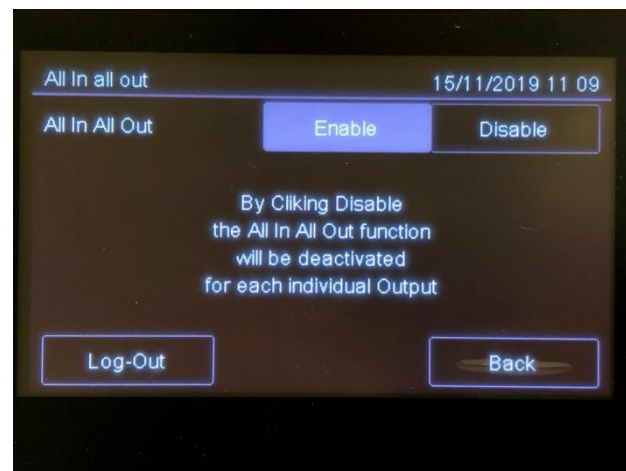 All In all out 15/11/2019 11 09
All In All Out Enable Disable
By Cliking Disable
the All In All Out function
will be deactivated
for each individual Output
Log-Out Back